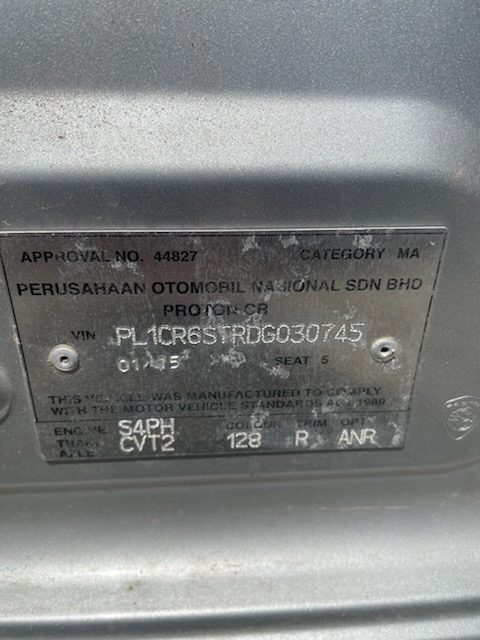 APPROVAL NO. 44827 CATEGORY MA
PERUSAHAAN OTOMOBIL NASIONAL SDN BHD
PROTON CR
VIN PL1CR6STRDG030745
01 15 SEAT 5
THIS VEHICLE WAS MANUFACTURED TO COMPLY
WITH THE MOTOR VEHICLE STANDARDS ACT 1989
ENGINE S4PH COLOUR TRIM OPT
TRANS CVT2 128 R ANR
AXLE